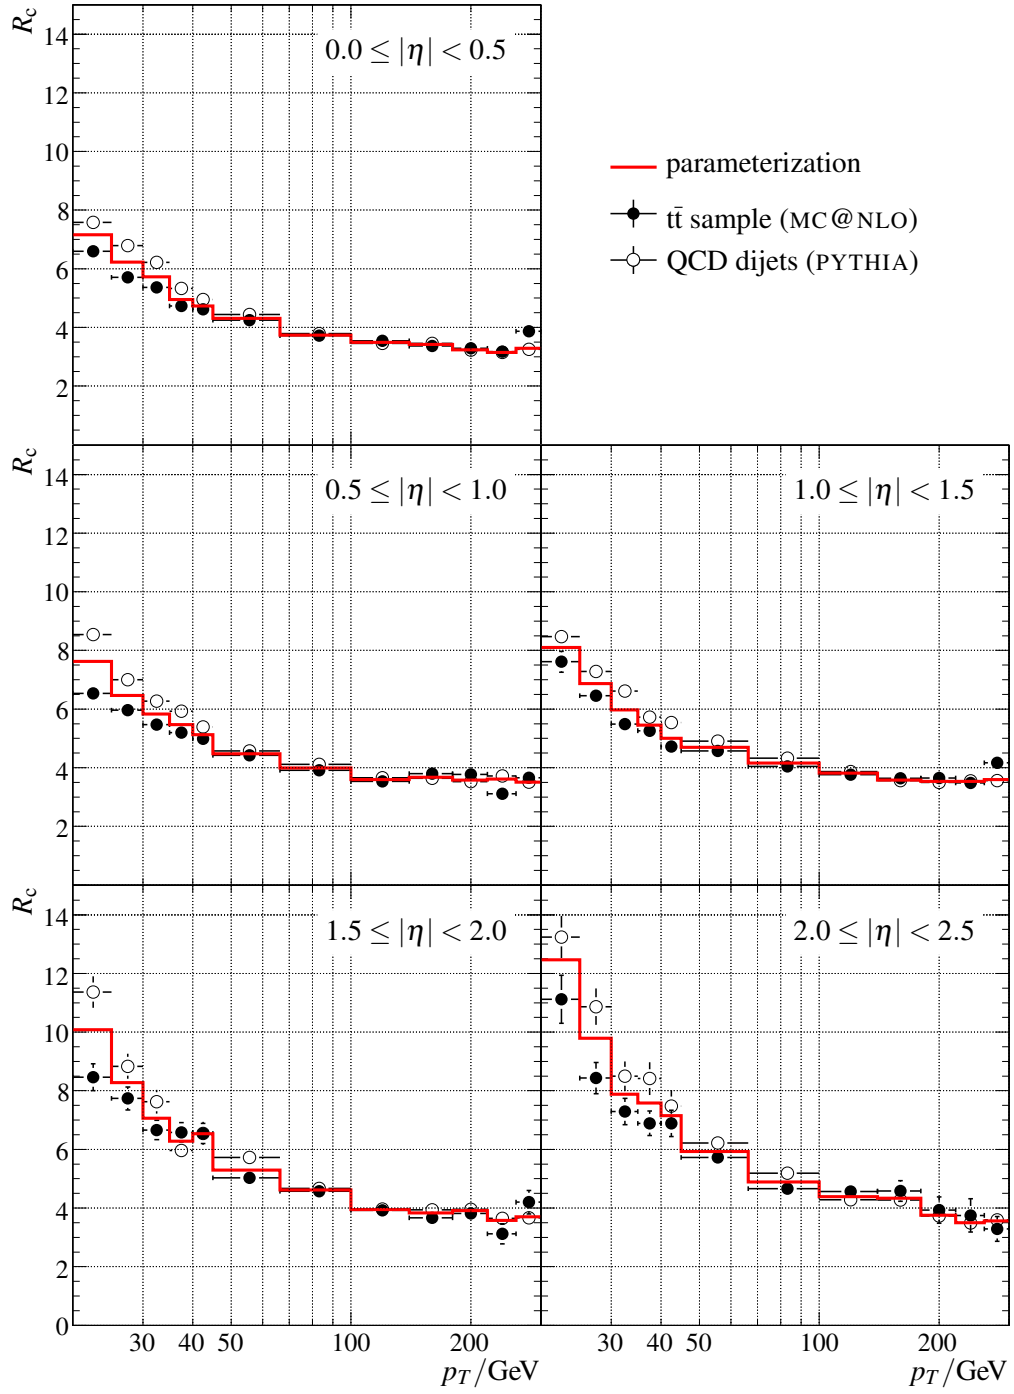 R_c
14
0.0 ≤ |η| < 0.5
12
10
8
6
4
2
parameterization
tt̄ sample (MC@NLO)
QCD dijets (PYTHIA)
R_c
14
0.5 ≤ |η| < 1.0
1.0 ≤ |η| < 1.5
12
10
8
6
4
2
R_c
14
1.5 ≤ |η| < 2.0
2.0 ≤ |η| < 2.5
12
10
8
6
4
2
0
30 40 50 100 200
30 40 50 100 200
p_T/GeV
p_T/GeV